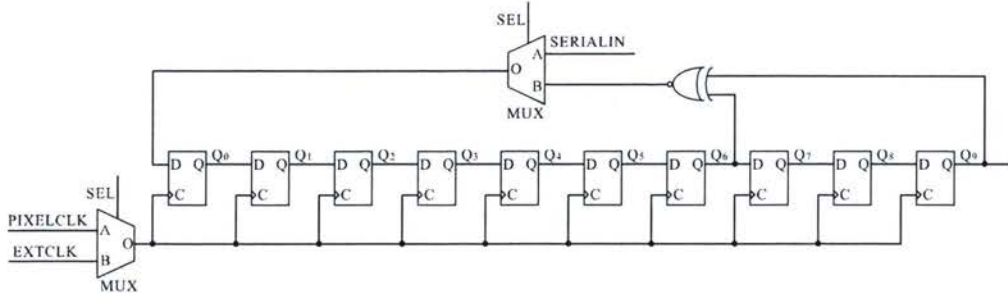 SEL
SERIALIN
A
O
B
MUX
D Q Q0 D Q Q1 D Q Q2 D Q Q3 D Q Q4 D Q Q5 D Q Q6 D Q Q7 D Q Q8 D Q Q9
C C C C C C C C C C
SEL
PIXELCLK A
O
EXTCLK B
MUX